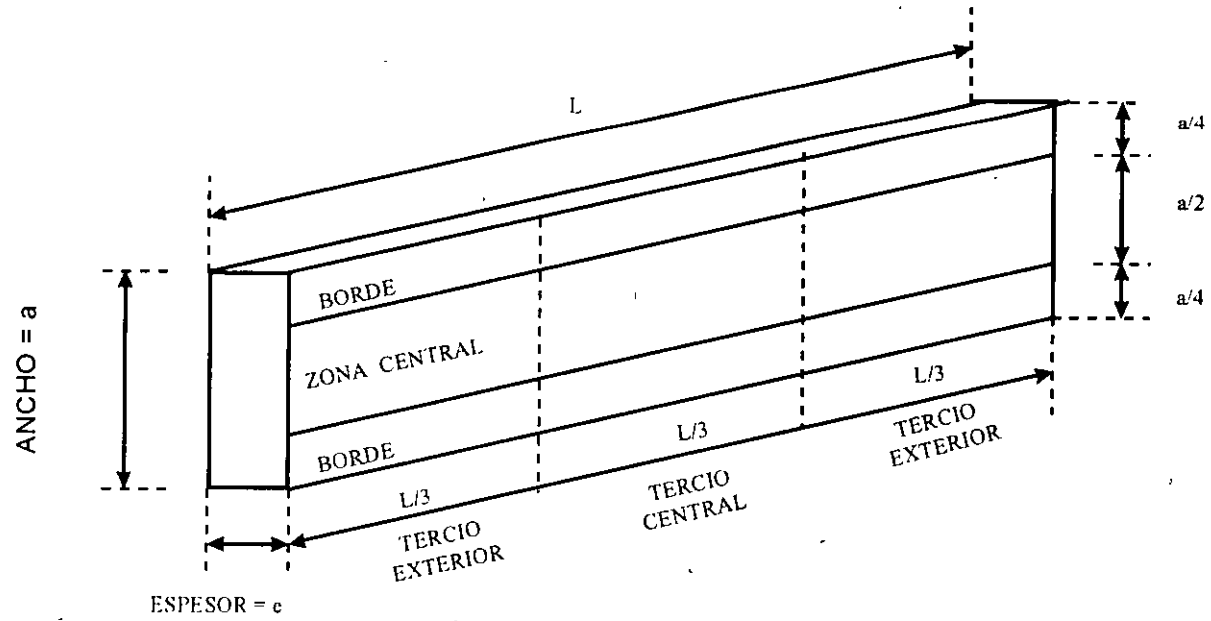 L
a/4
a/2
a/4
ANCHO = a
BORDE
ZONA CENTRAL
BORDE
L/3
TERCIO
EXTERIOR
L/3
TERCIO
CENTRAL
L/3
TERCIO
EXTERIOR
ESPESOR = e